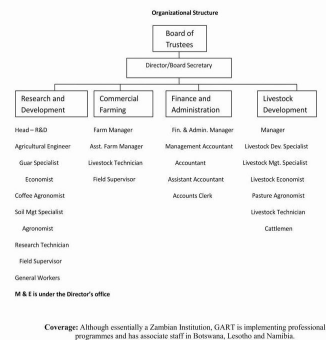 Organizational Structure
Board of
Trustees
Director/Board Secretary
Research and
Development
Commercial
Farming
Finance and
Administration
Livestock
Development
Head – R&D
Agricultural Engineer
Guar Specialist
Economist
Coffee Agronomist
Soil Mgt Specialist
Agronomist
Research Technician
Field Supervisor
General Workers
Farm Manager
Asst. Farm Manager
Livestock Technician
Field Supervisor
Fin. & Admin. Manager
Management Accountant
Accountant
Assistant Accountant
Accounts Clerk
Manager
Livestock Dev. Specialist
Livestock Mgt. Specialist
Livestock Economist
Pasture Agronomist
Livestock Technician
Cattlemen
M & E is under the Director's office
Coverage: Although essentially a Zambian Institution, GART is implementing professional
programmes and has associate staff in Botswana, Lesotho and Namibia.